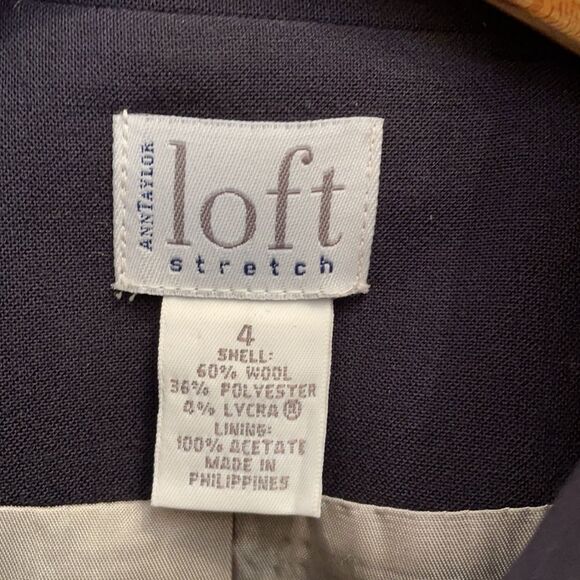 ANNTAYLOR
loft
stretch
4
SHELL:
60% WOOL
36% POLYESTER
4% LYCRA®
LINING:
100% ACETATE
MADE IN
PHILIPPINES